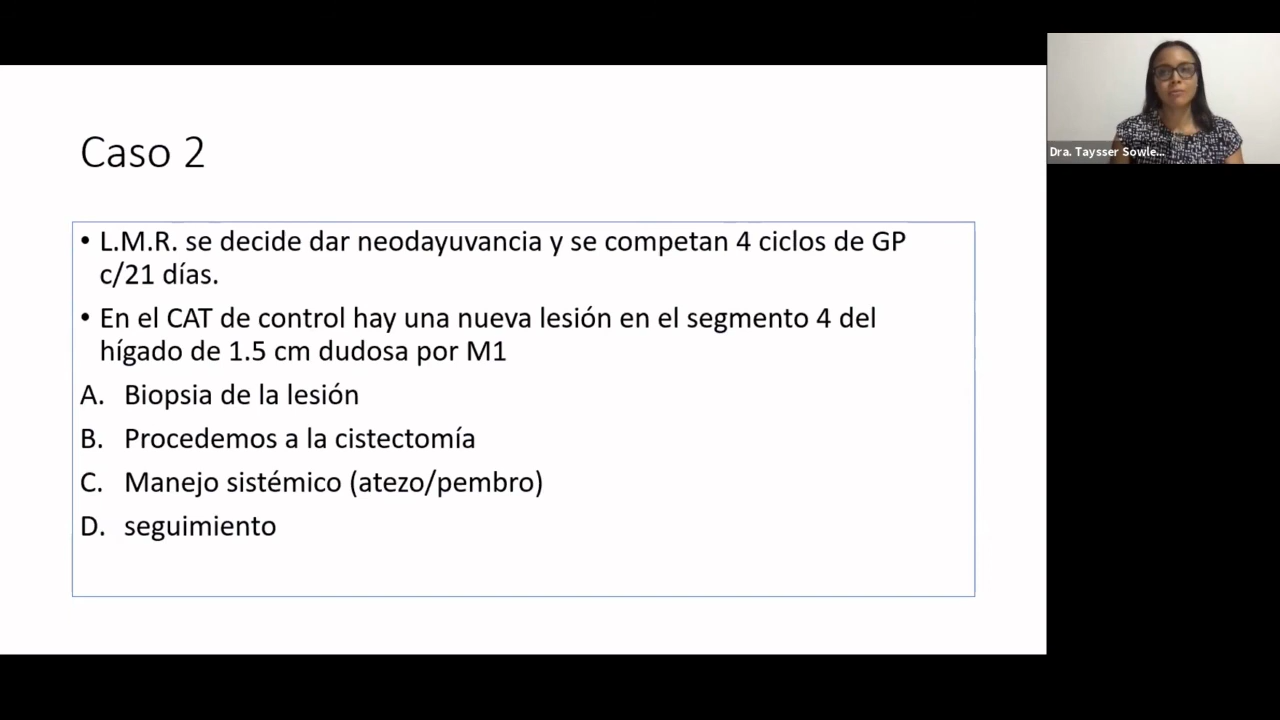 Caso 2
• L.M.R. se decide dar neodayuvancia y se competan 4 ciclos de GP
c/21 días.
• En el CAT de control hay una nueva lesión en el segmento 4 del
hígado de 1.5 cm dudosa por M1
A. Biopsia de la lesión
B. Procedemos a la cistectomía
C. Manejo sistémico (atezo/pembro)
D. seguimiento
Dra. Taysser Sowle...